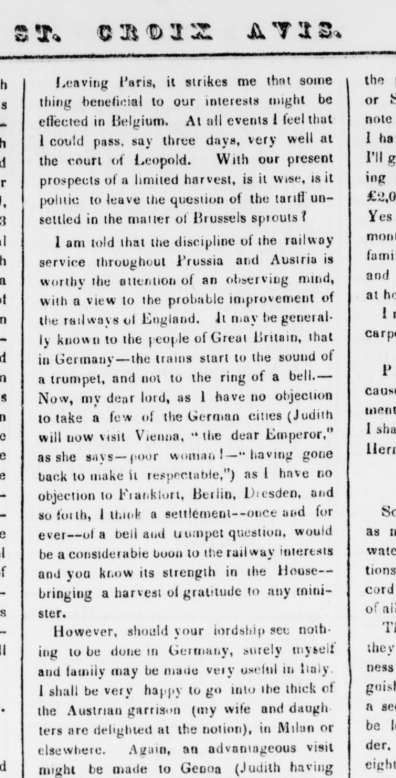 ST. CROIX AVIS.
Leaving Paris, it strikes me that some
thing beneficial to our interests might be
effected in Belgium. At all events I feel that
I could pass, say three days, very well at
the court of Leopold. With our present
prospects of a limited harvest, is it wise, is it
politic to leave the question of the tariff un-
settled in the matter of Brussels sprouts?
I am told that the discipline of the railway
service throughout Prussia and Austria is
worthy the attention of an observing mind,
with a view to the probable improvement of
the railways of England. It may be general-
ly known to the people of Great Britain, that
in Germany—the trains start to the sound of
a trumpet, and not to the ring of a bell.—
Now, my dear lord, as I have no objection
to take a few of the German cities (Judith
will now visit Vienna, "the dear Emperor,"
as she says—poor woman!—"having gone
back to make it respectable,") as I have no
objection to Frankfort, Berlin, Dresden, and
so forth, I think a settlement—once and for
ever—of a bell and trumpet question, would
be a considerable boon to the railway interests
and you know its strength in the House—
bringing a harvest of gratitude to any mini-
ster.
However, should your lordship see noth-
ing to be done in Germany, surely myself
and family may be made very useful in Italy.
I shall be very happy to go into the thick of
the Austrian garrison (my wife and daugh-
ters are delighted at the notion), in Milan or
elsewhere. Again, an advantageous visit
might be made to Genoa (Judith having